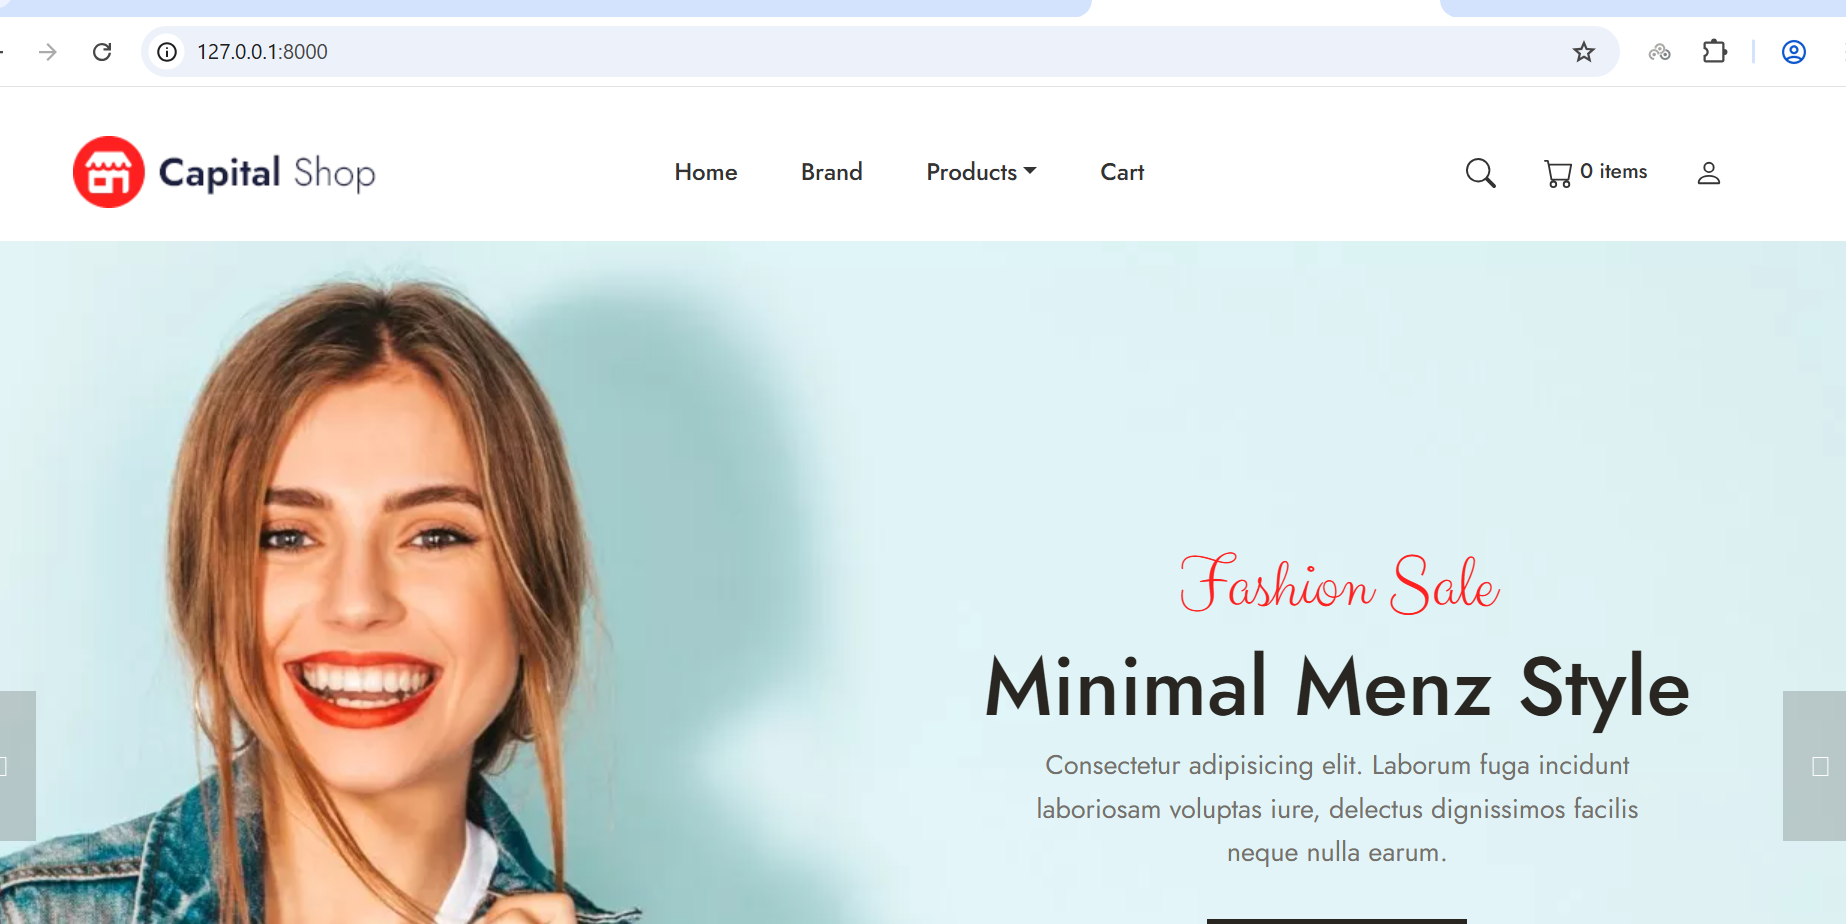 127.0.0.1:8000
Capital Shop
Home
Brand
Products
Cart
0 items
Fashion Sale
Minimal Menz Style
Consectetur adipisicing elit. Laborum fuga incidunt
laboriosam voluptas iure, delectus dignissimos facilis
neque nulla earum.